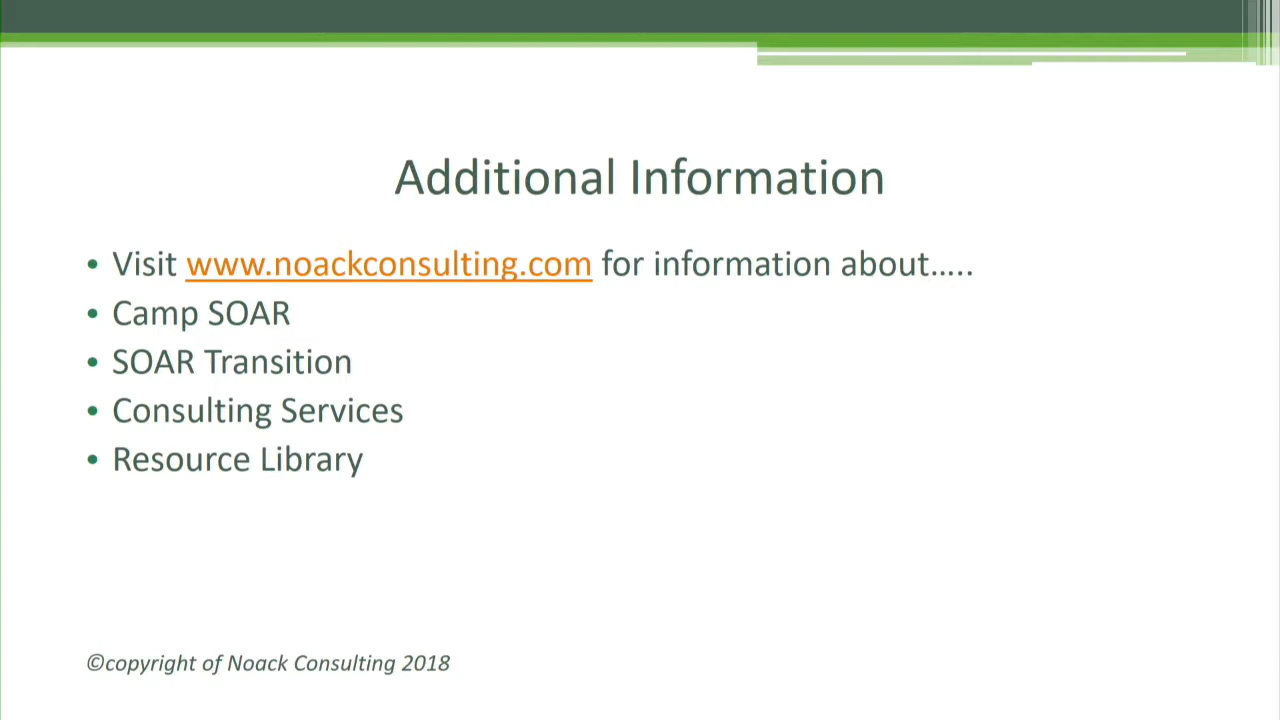 Additional Information
• Visit www.noackconsulting.com for information about…..
• Camp SOAR
• SOAR Transition
• Consulting Services
• Resource Library
©copyright of Noack Consulting 2018